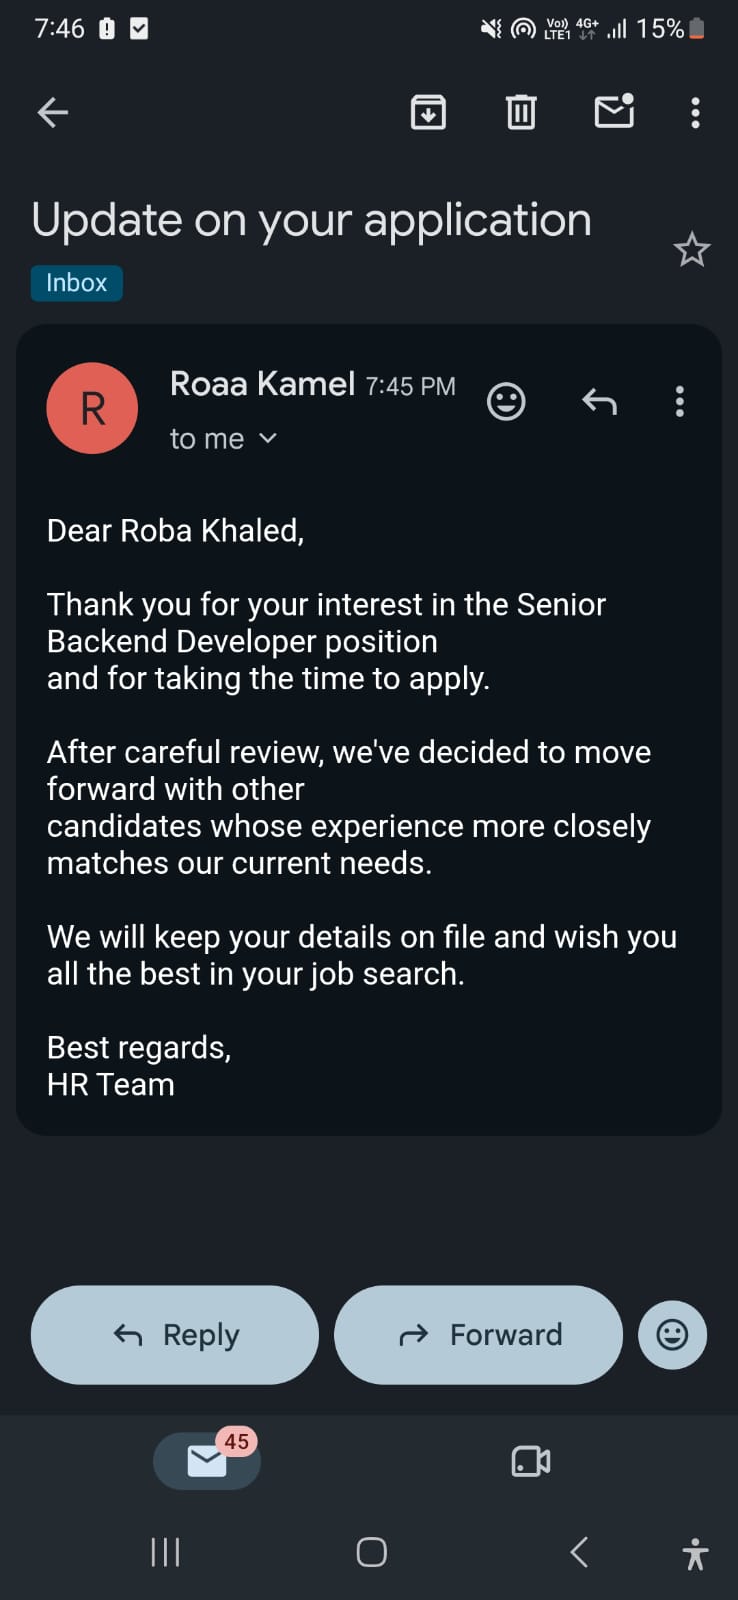 7:46
Vo)) 4G+ 15%
LTE1
Update on your application
Inbox
R
Roaa Kamel 7:45 PM
to me
Dear Roba Khaled,
Thank you for your interest in the Senior
Backend Developer position
and for taking the time to apply.
After careful review, we've decided to move
forward with other
candidates whose experience more closely
matches our current needs.
We will keep your details on file and wish you
all the best in your job search.
Best regards,
HR Team
Reply
Forward
45